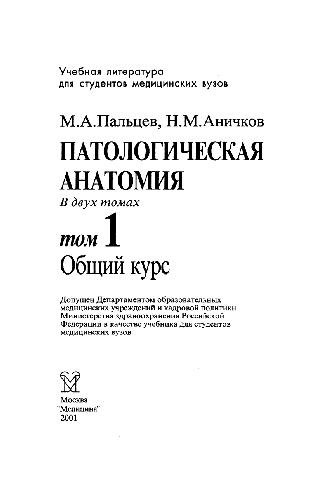 Учебная литература
для студентов медицинских вузов
М.А.Пальцев, Н.М.Аничков
ПАТОЛОГИЧЕСКАЯ
АНАТОМИЯ
В двух томах
том 1
Общий курс
Допущен Департаментом образовательных
медицинских учреждений и кадровой политики
Министерства здравоохранения Российской
Федерации в качестве учебника для студентов
медицинских вузов
Москва
"Медицина"
2001